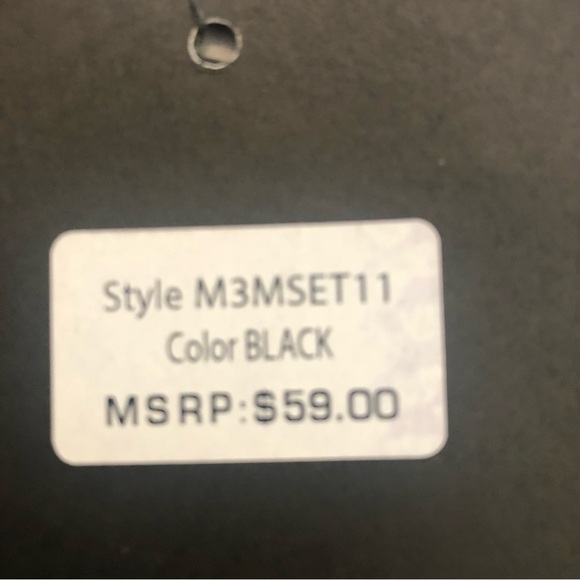 Style M3MSET11
Color BLACK
MSRP:$59.00